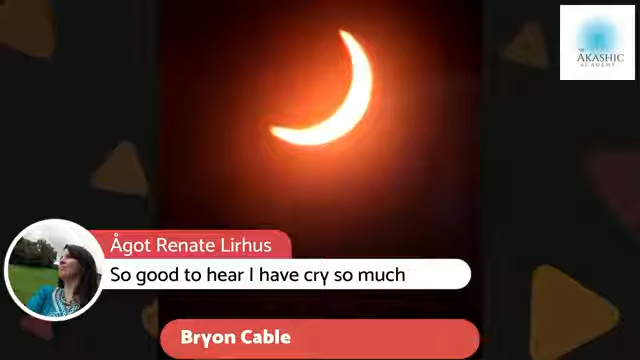 AKASHIC
ACADEMY
Ågot Renate Lirhus
So good to hear I have cry so much
Bryon Cable